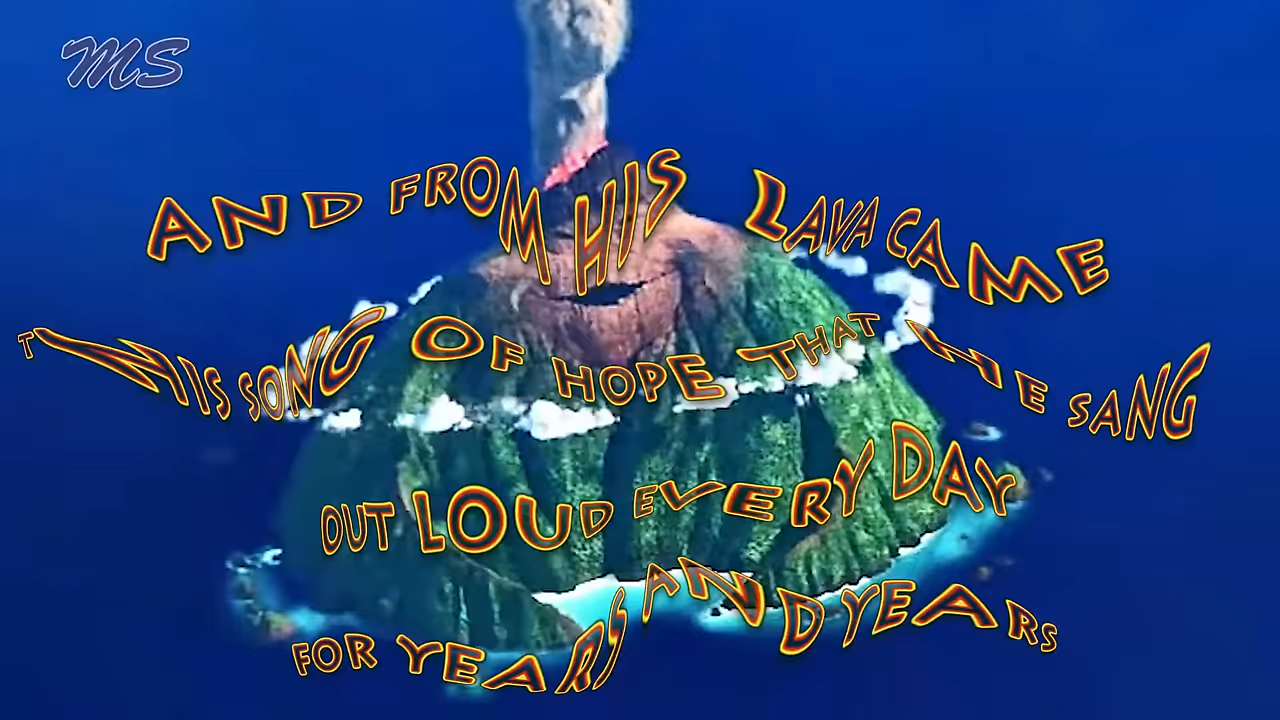 MS
AND FROM HIS LAVA CAME
THIS SONG OF HOPE THAT HE SANG
OUT LOUD EVERY DAY
FOR YEARS AND YEARS